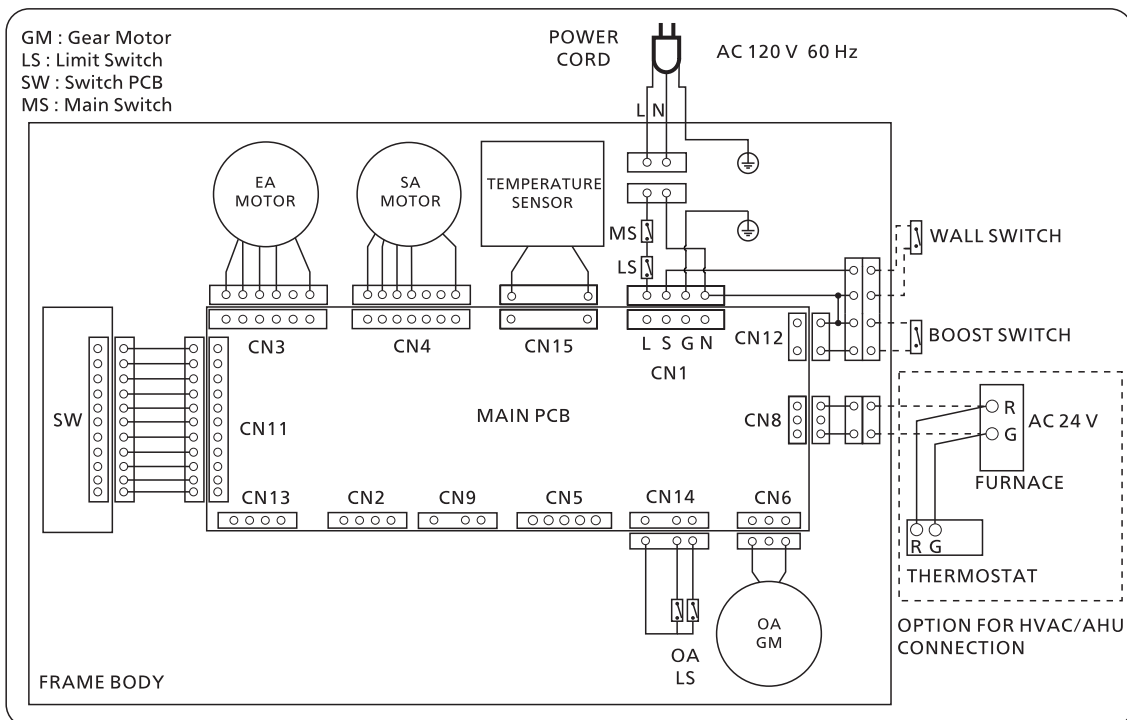 GM : Gear Motor
LS : Limit Switch
SW : Switch PCB
MS : Main Switch
POWER
CORD
AC 120 V 60 Hz
L N
EA
MOTOR
SA
MOTOR
TEMPERATURE
SENSOR
MS
LS
WALL SWITCH
BOOST SWITCH
CN3
CN4
CN15
L S G N
CN1
CN12
SW
CN11
MAIN PCB
CN8
R
G
AC 24 V
FURNACE
CN13
CN2
CN9
CN5
CN14
CN6
R G
THERMOSTAT
OPTION FOR HVAC/AHU
CONNECTION
OA
LS
OA
GM
FRAME BODY